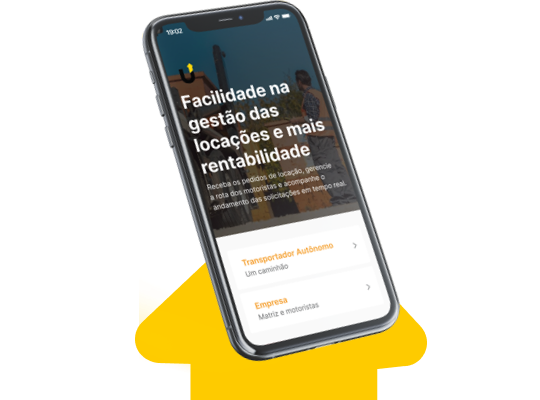 19:02
Facilidade na
gestão das
locações e mais
rentabilidade
Receba os pedidos de locação, gerencie
a rota dos motoristas e acompanhe o
andamento das solicitações em tempo real.
Transportador Autônomo
Um caminhão
Empresa
Matriz e motoristas